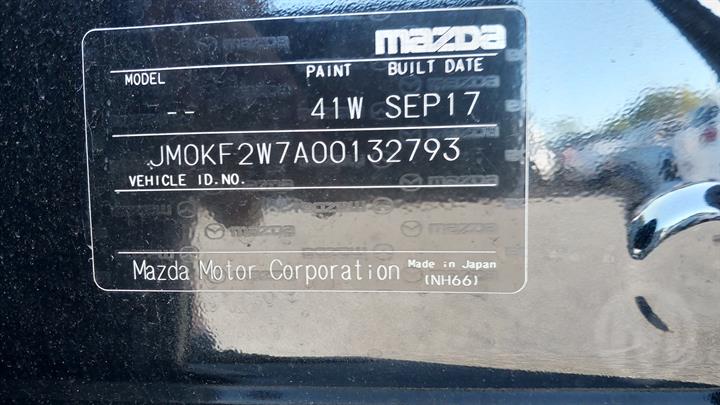 mazda
MODEL PAINT BUILT DATE
-- 41W SEP17
JM0KF2W7A00132793
VEHICLE ID.NO.
Mazda Motor Corporation Made in Japan
(NH66)